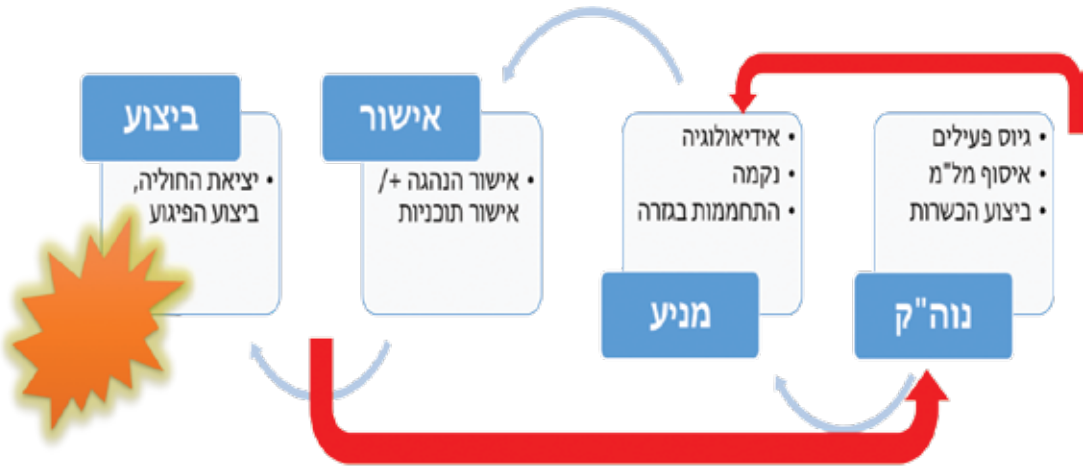 • גיוס פעילים
• איסוף מל"מ
• ביצוע הכשרות
נוה"ק
• אידיאולוגיה
• נקמה
• התחממות בגזרה
מניע
אישור
• אישור הנהגה +/
אישור תוכניות
ביצוע
• יציאת החוליה,
ביצוע הפיגוע